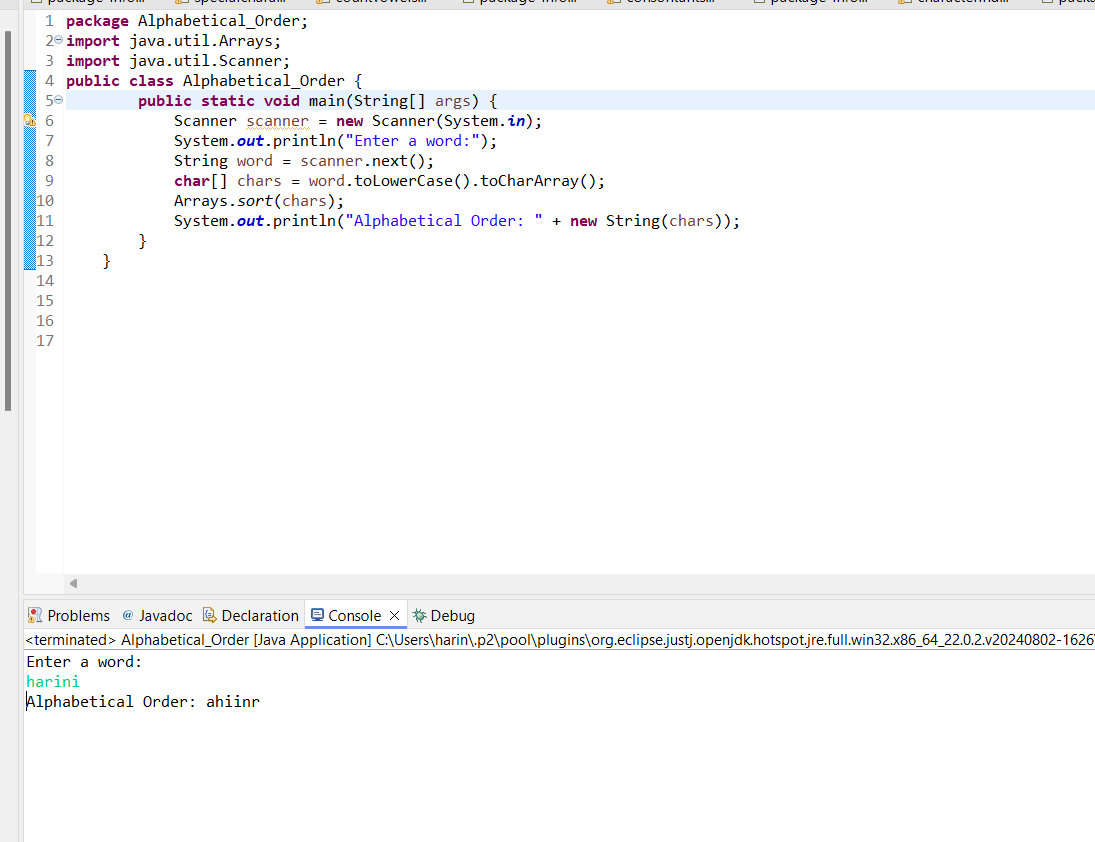 1 package Alphabetical_Order;
2 import java.util.Arrays;
3 import java.util.Scanner;
4 public class Alphabetical_Order {
5 public static void main(String[] args) {
6 Scanner scanner = new Scanner(System.in);
7 System.out.println("Enter a word:");
8 String word = scanner.next();
9 char[] chars = word.toLowerCase().toCharArray();
10 Arrays.sort(chars);
11 System.out.println("Alphabetical Order: " + new String(chars));
12 }
13 }
14
15
16
17
Problems @ Javadoc Declaration Console Debug
<terminated> Alphabetical_Order [Java Application] C:\Users\harin\.p2\pool\plugins\org.eclipse.justj.openjdk.hotspot.jre.full.win32.x86_64_22.0.2.v20240802-1626\
Enter a word:
harini
Alphabetical Order: ahiinr